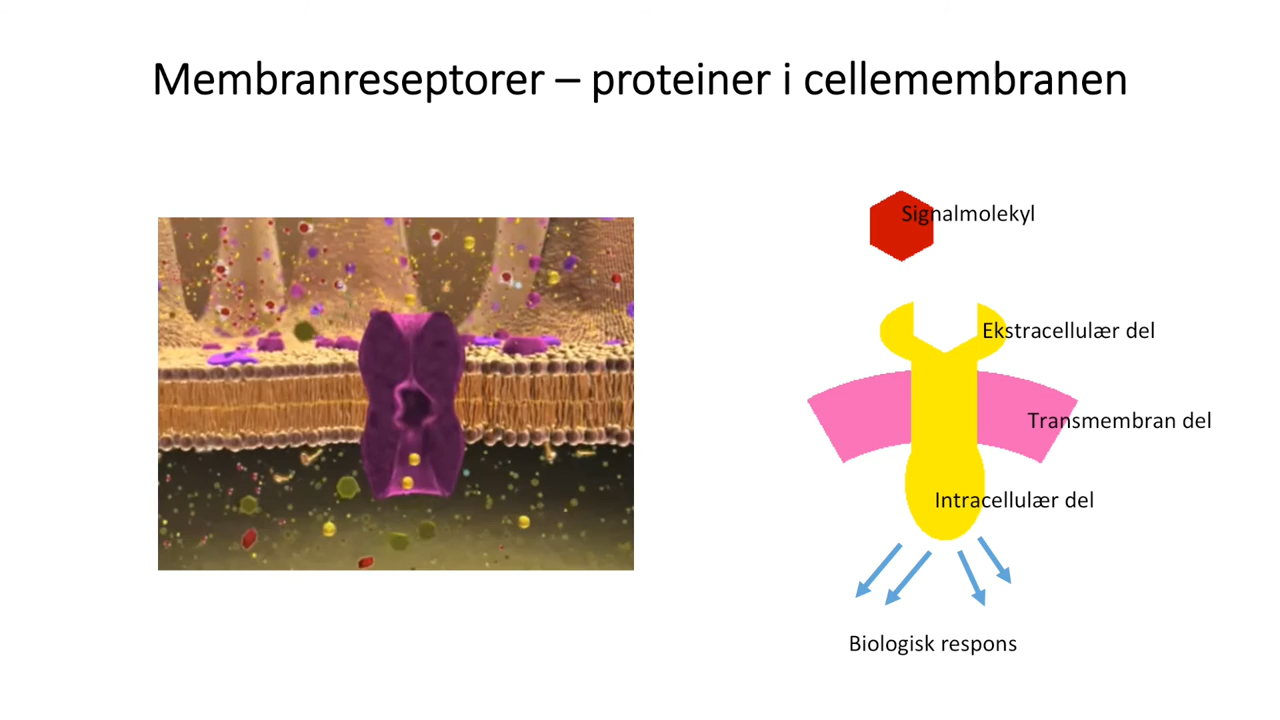 Membranreseptorer – proteiner i cellemembranen
Signalmolekyl
Ekstracellulær del
Transmembran del
Intracellulær del
Biologisk respons